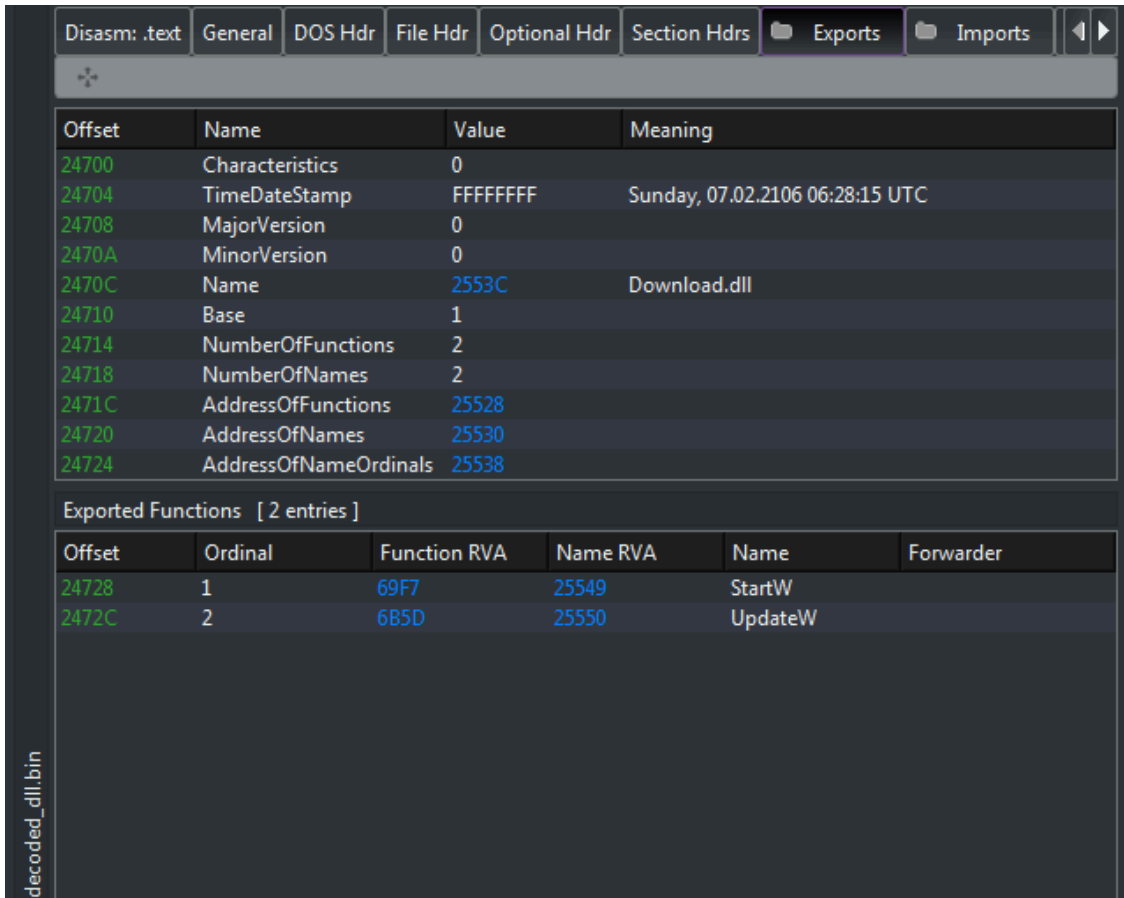 Disasm: .text General DOS Hdr File Hdr Optional Hdr Section Hdrs Exports Imports
Offset Name Value Meaning
24700 Characteristics 0
24704 TimeDateStamp FFFFFFFF Sunday, 07.02.2106 06:28:15 UTC
24708 MajorVersion 0
2470A MinorVersion 0
2470C Name 2553C Download.dll
24710 Base 1
24714 NumberOfFunctions 2
24718 NumberOfNames 2
2471C AddressOfFunctions 25528
24720 AddressOfNames 25530
24724 AddressOfNameOrdinals 25538
Exported Functions [ 2 entries ]
Offset Ordinal Function RVA Name RVA Name Forwarder
24728 1 69F7 25549 StartW
2472C 2 6B5D 25550 UpdateW
decoded_dll.bin